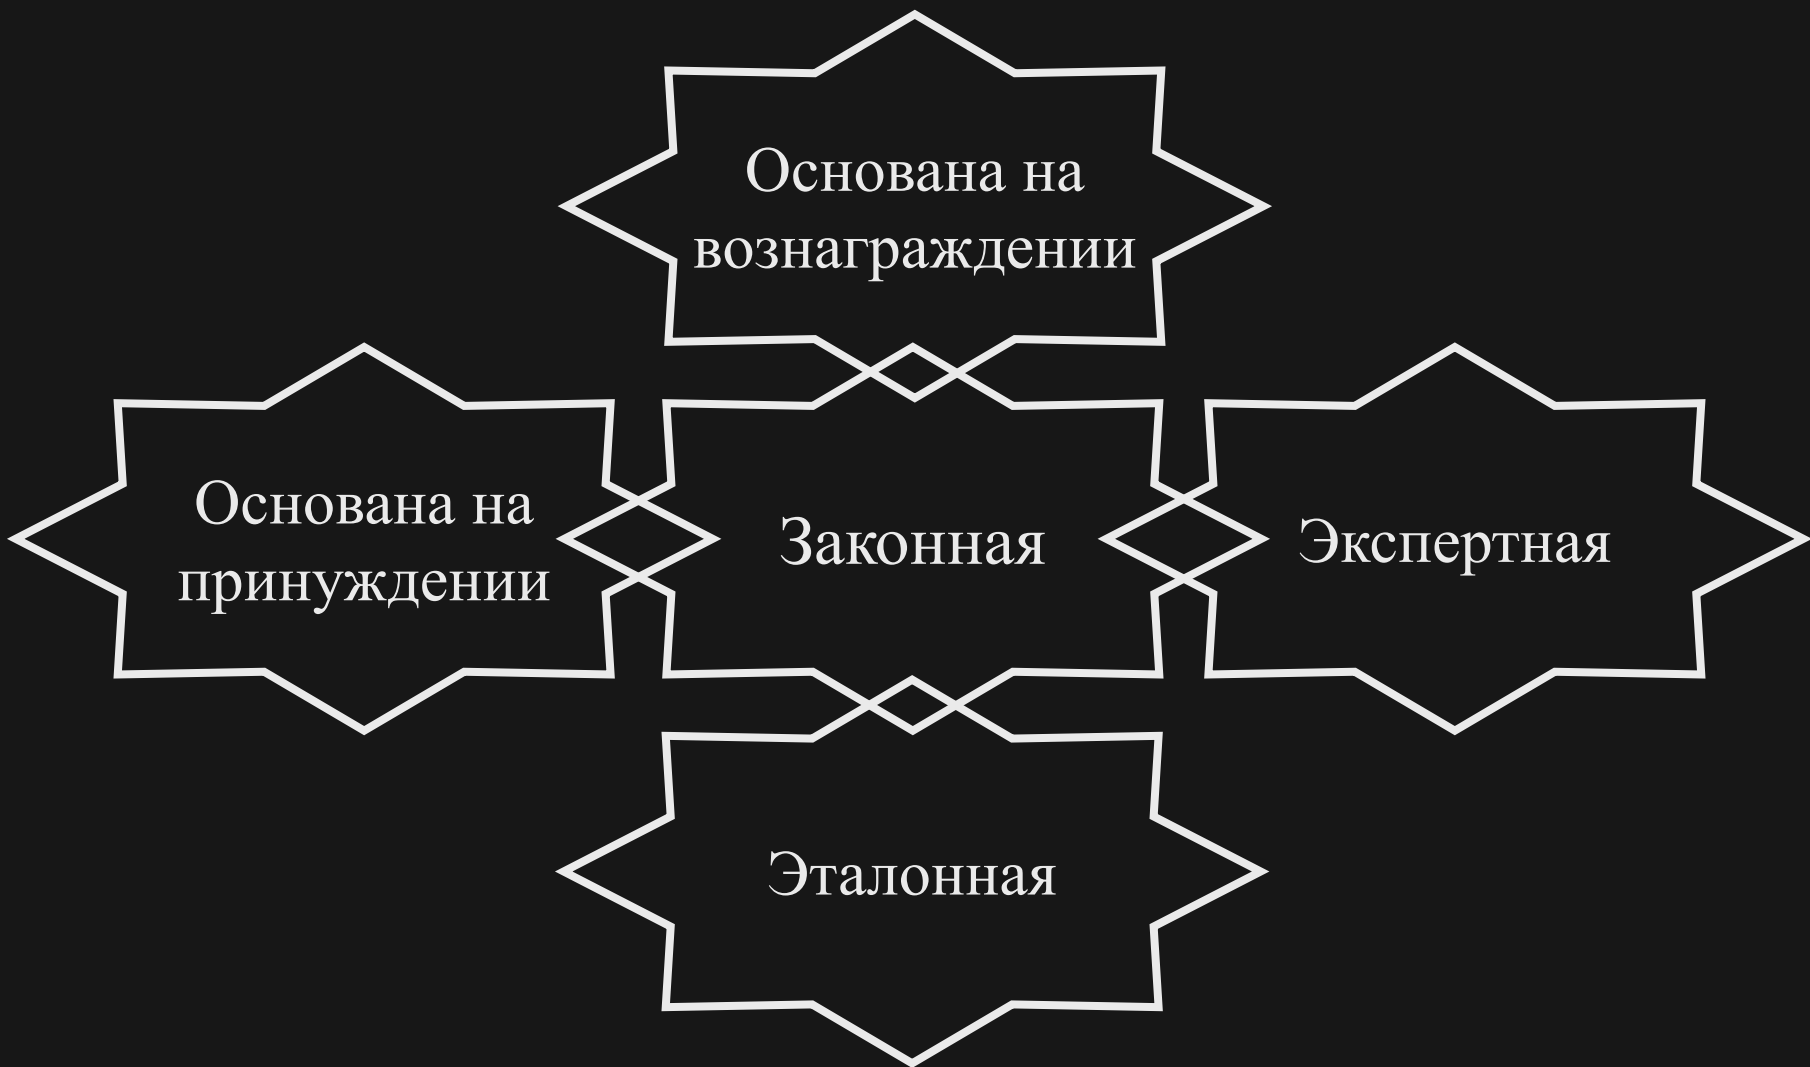 Основана на
вознаграждении
Основана на
принуждении
Законная
Экспертная
Эталонная